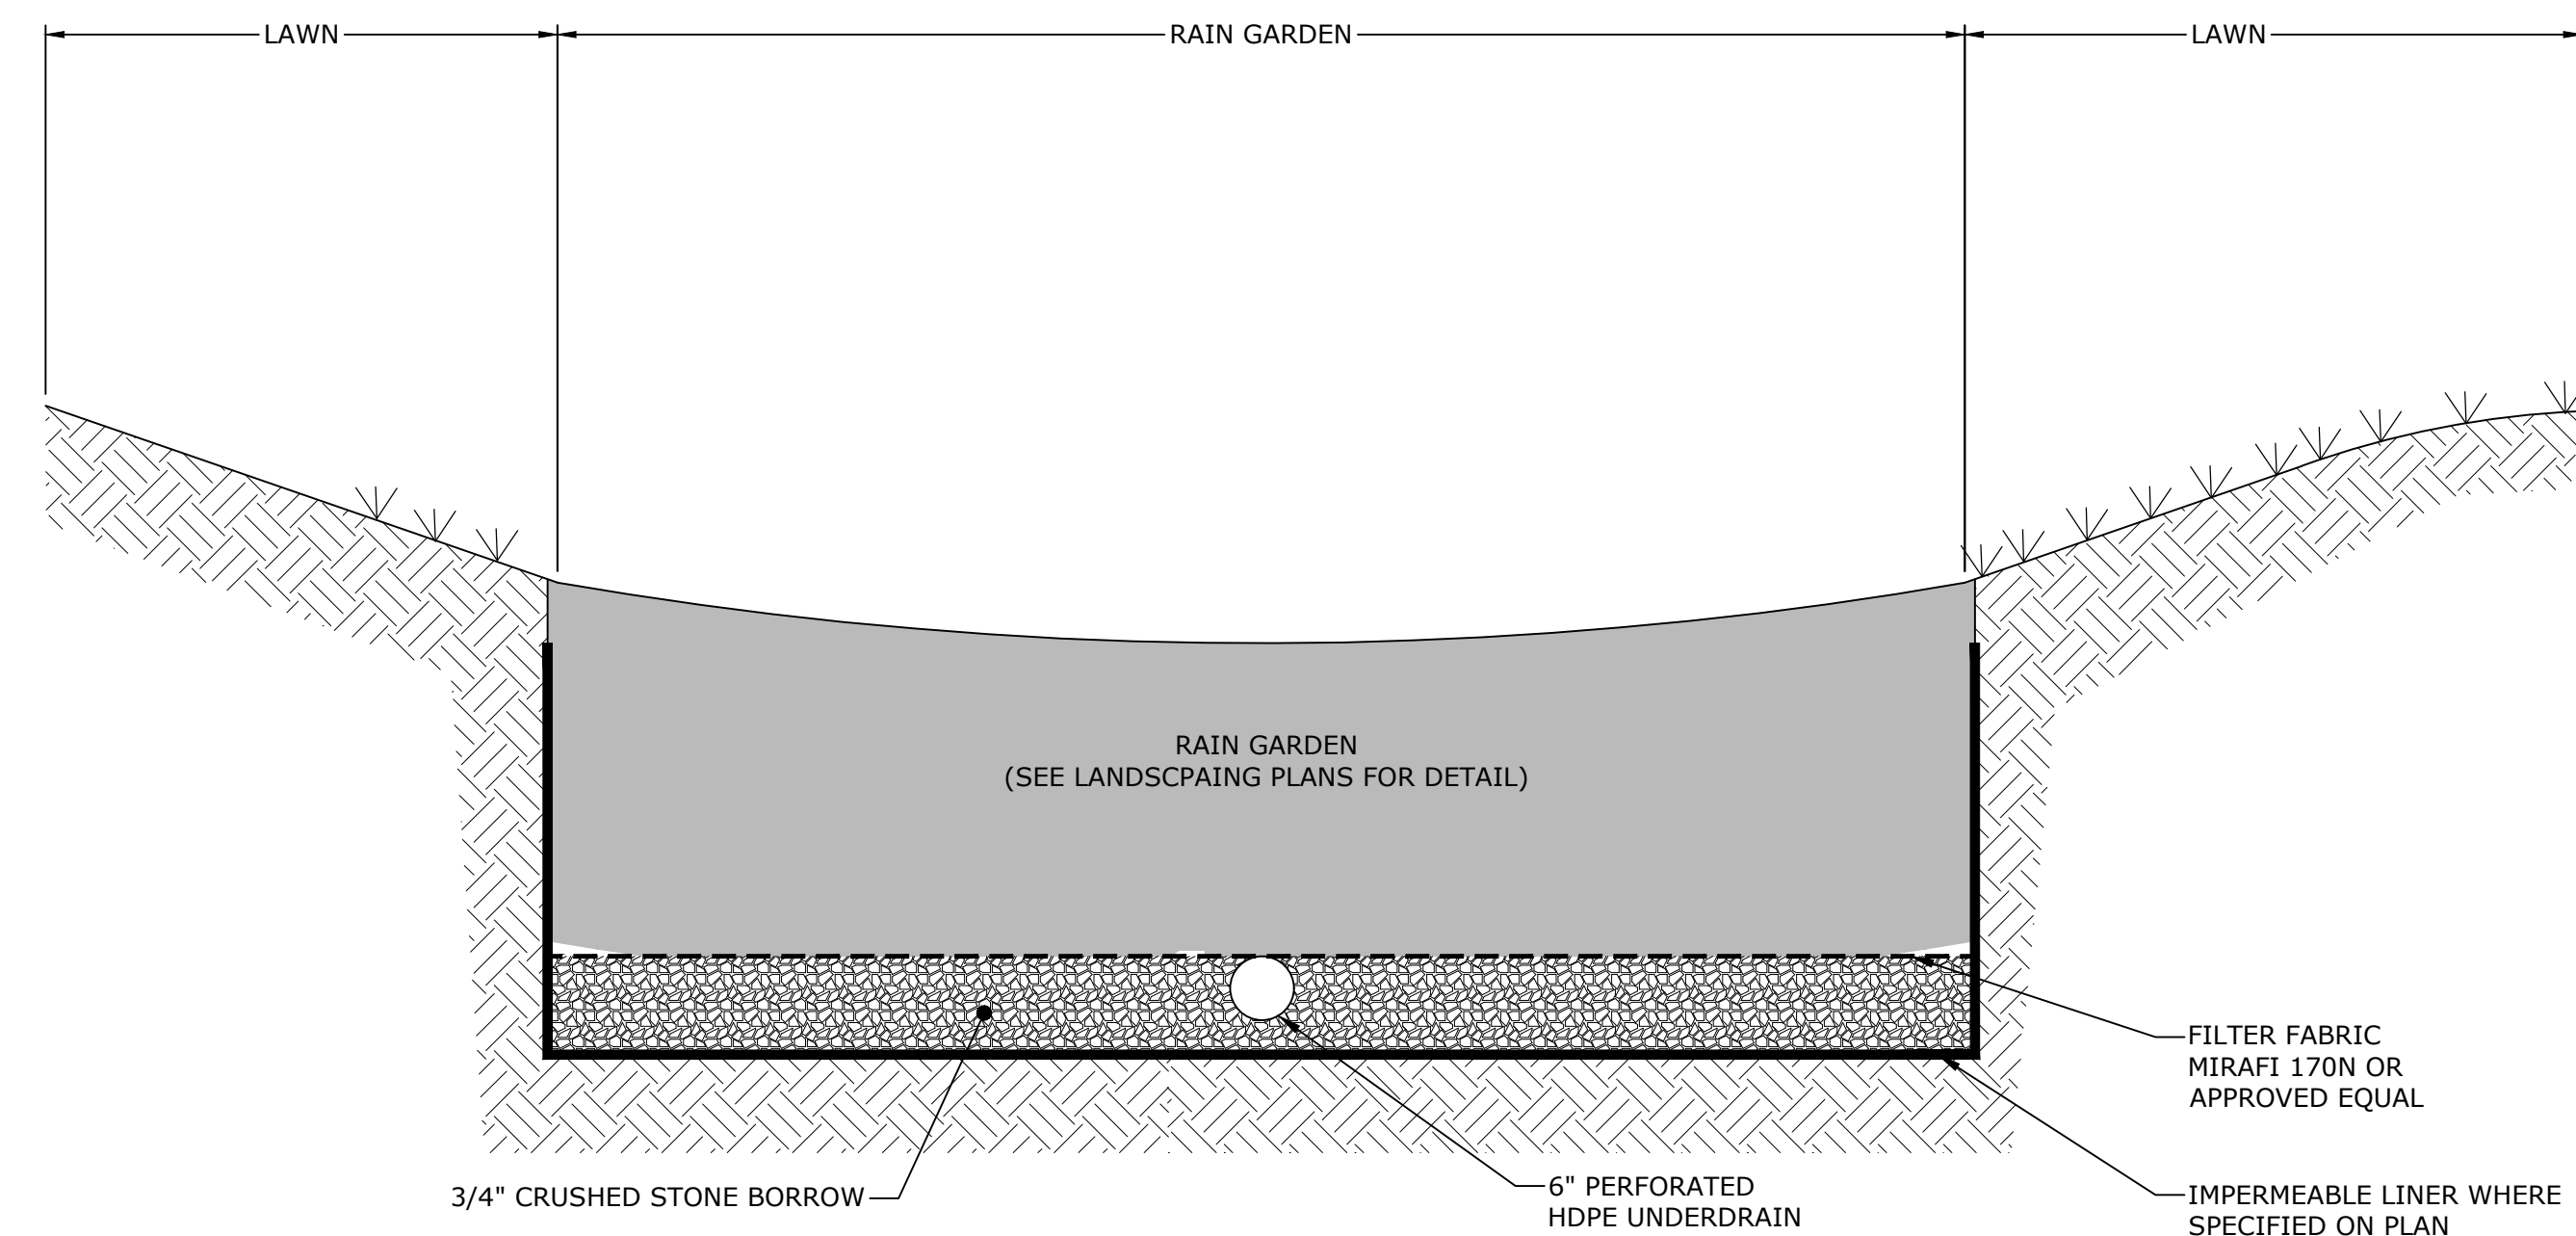 LAWN
RAIN GARDEN
LAWN
RAIN GARDEN
(SEE LANDSCPAING PLANS FOR DETAIL)
FILTER FABRIC
MIRAFI 170N OR
APPROVED EQUAL
3/4" CRUSHED STONE BORROW
6" PERFORATED
HDPE UNDERDRAIN
IMPERMEABLE LINER WHERE
SPECIFIED ON PLAN